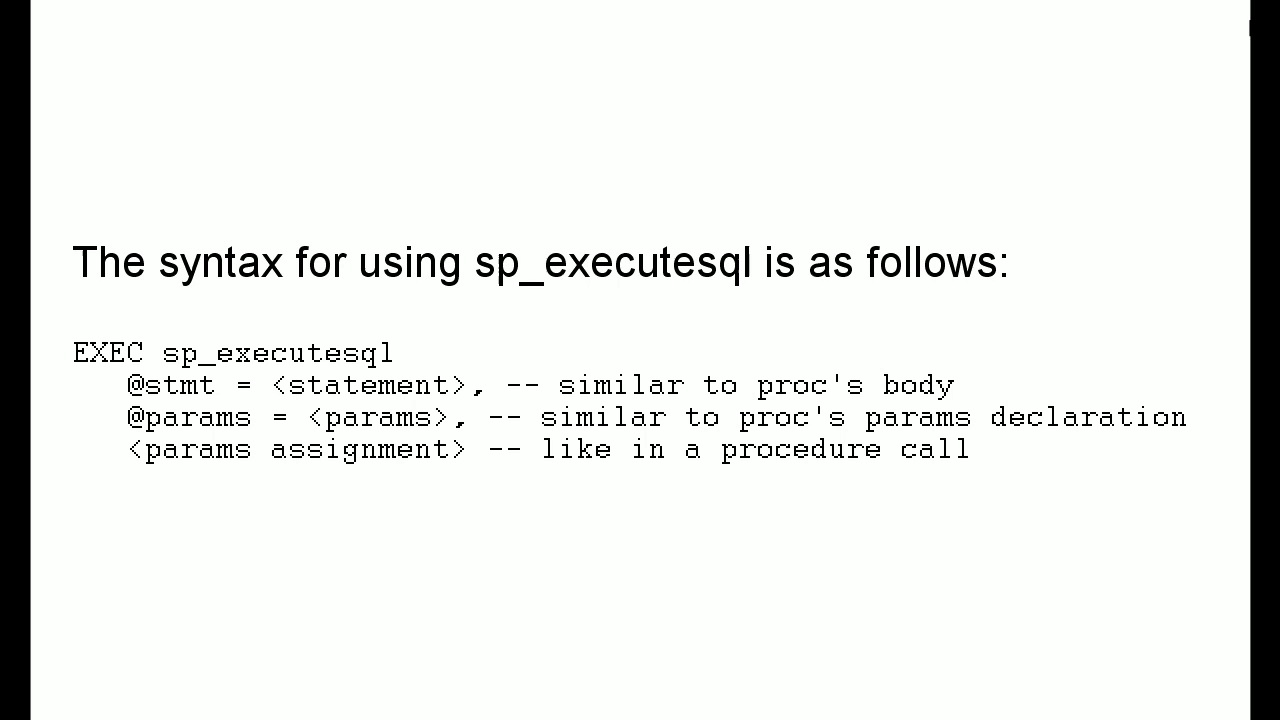 The syntax for using sp_executesql is as follows:
EXEC sp_executesql
@stmt = <statement>, -- similar to proc's body
@params = <params>, -- similar to proc's params declaration
<params assignment> -- like in a procedure call